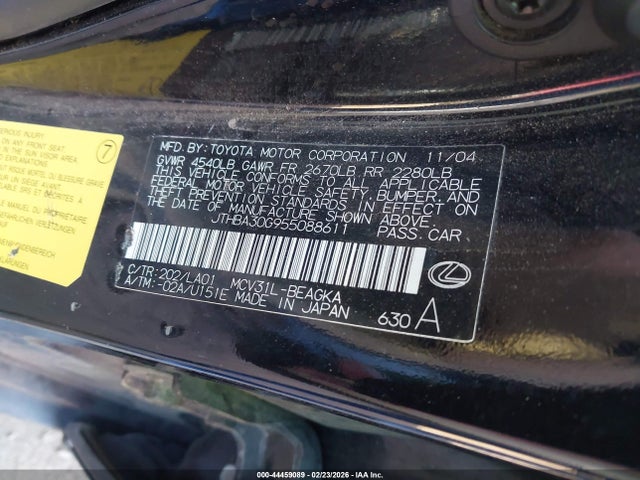 SERIOUS INJURY
7
MFD. BY: TOYOTA MOTOR CORPORATION 11/04
GVWR 4540LB GAWR FR 2670LB RR 2280LB
THIS VEHICLE CONFORMS TO ALL APPLICABLE
FEDERAL MOTOR VEHICLE SAFETY, BUMPER, AND
THEFT PREVENTION STANDARDS IN EFFECT ON
THE DATE OF MANUFACTURE SHOWN ABOVE.
JTHBA30G955088611 PASS. CAR
C/TR: 202/LA01 MCV31L-BEAGKA
A/TM: -02A/U151E MADE IN JAPAN
630 A
000-44459089 - 02/23/2026 - IAA Inc.